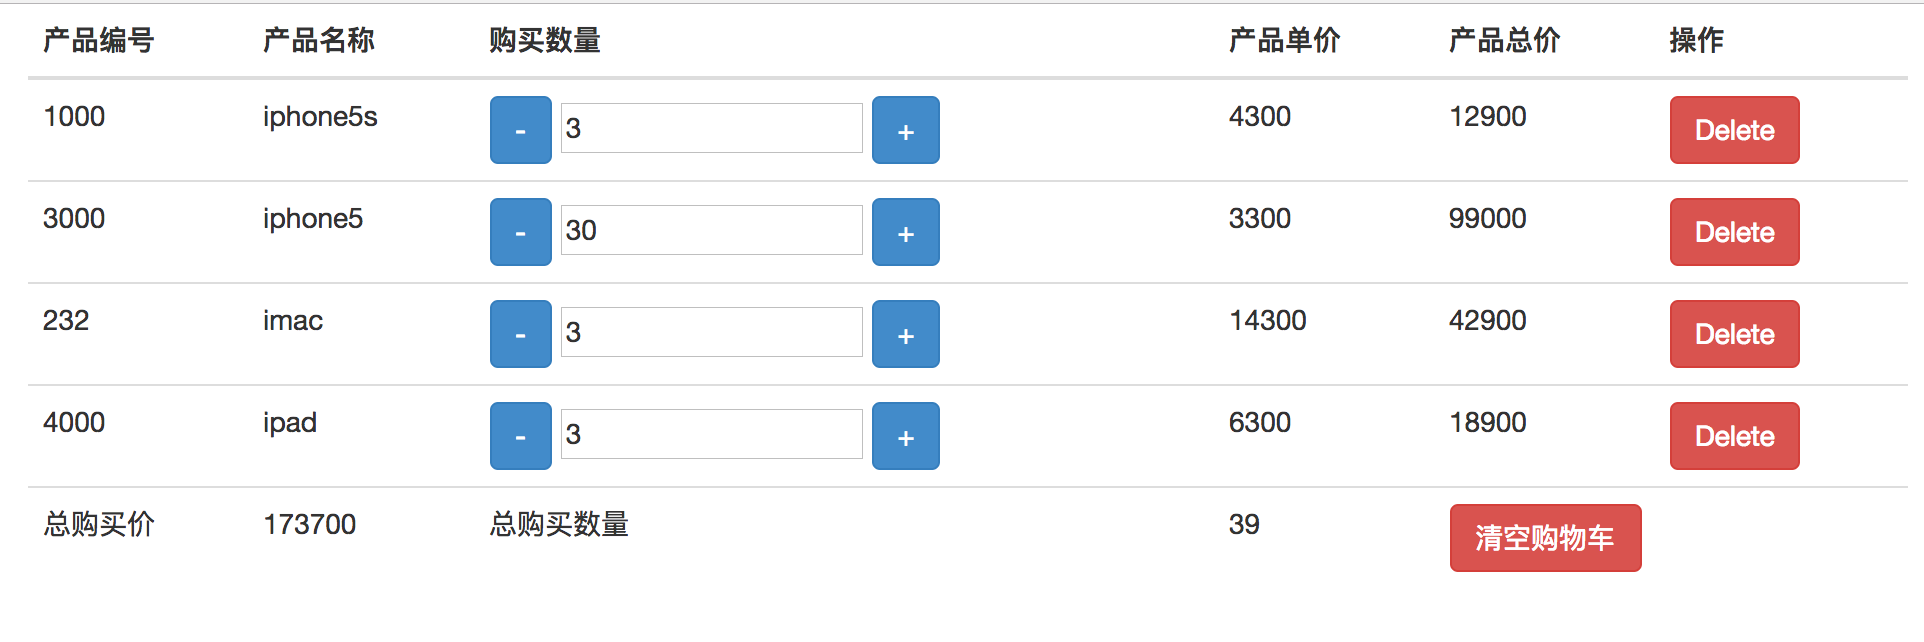 产品编号 产品名称 购买数量 产品单价 产品总价 操作
1000 iphone5s - 3 + 4300 12900 Delete
3000 iphone5 - 30 + 3300 99000 Delete
232 imac - 3 + 14300 42900 Delete
4000 ipad - 3 + 6300 18900 Delete
总购买价 173700 总购买数量 39 清空购物车